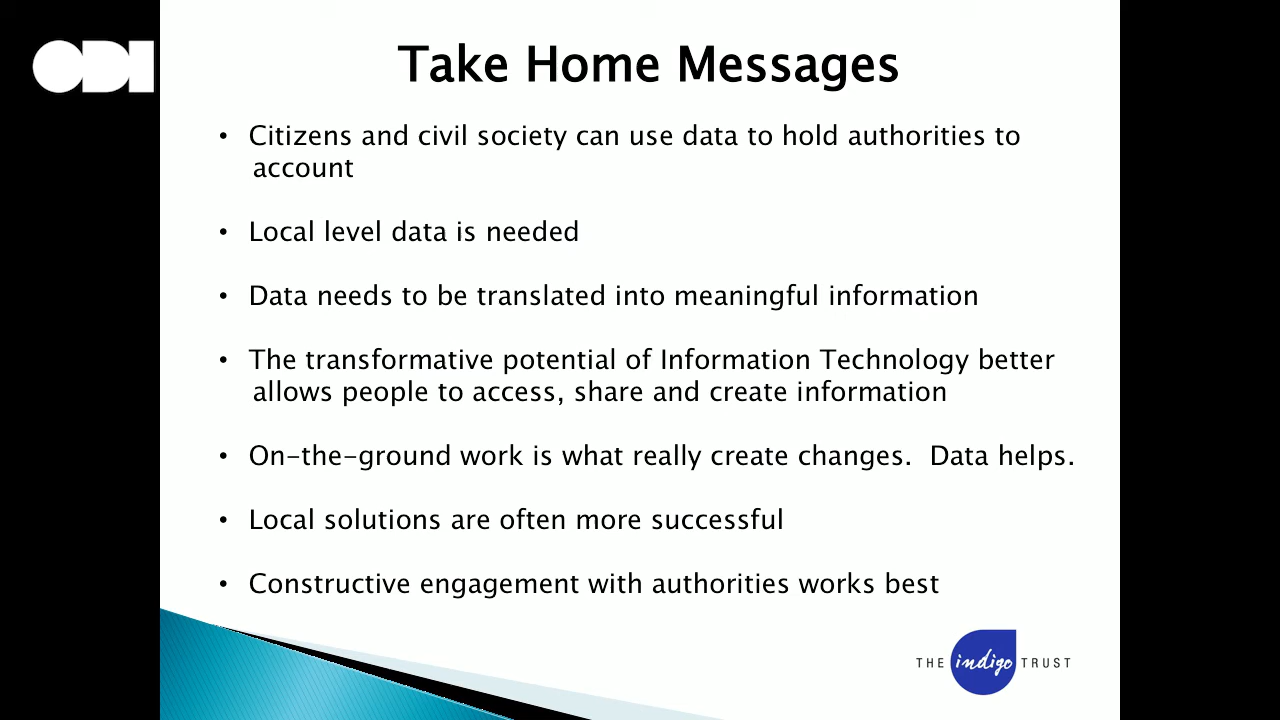 ODI
Take Home Messages
• Citizens and civil society can use data to hold authorities to
account
• Local level data is needed
• Data needs to be translated into meaningful information
• The transformative potential of Information Technology better
allows people to access, share and create information
• On-the-ground work is what really create changes.  Data helps.
• Local solutions are often more successful
• Constructive engagement with authorities works best
THE indigo TRUST